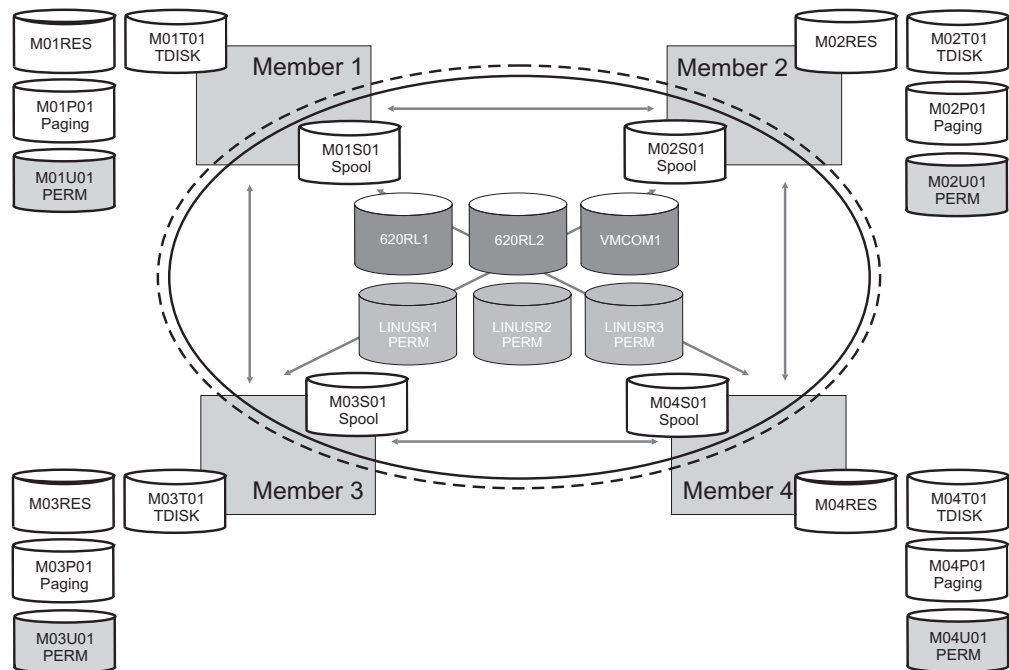 M01RES
M01T01
TDISK
Member 1
Member 2
M02RES
M02T01
TDISK
M01P01
Paging
M02P01
Paging
M01S01
Spool
M02S01
Spool
M01U01
PERM
M02U01
PERM
620RL1
620RL2
VMCOM1
LINUSR1
PERM
LINUSR2
PERM
LINUSR3
PERM
M03S01
Spool
M04S01
Spool
M03RES
M03T01
TDISK
Member 3
Member 4
M04RES
M04T01
TDISK
M03P01
Paging
M04P01
Paging
M03U01
PERM
M04U01
PERM